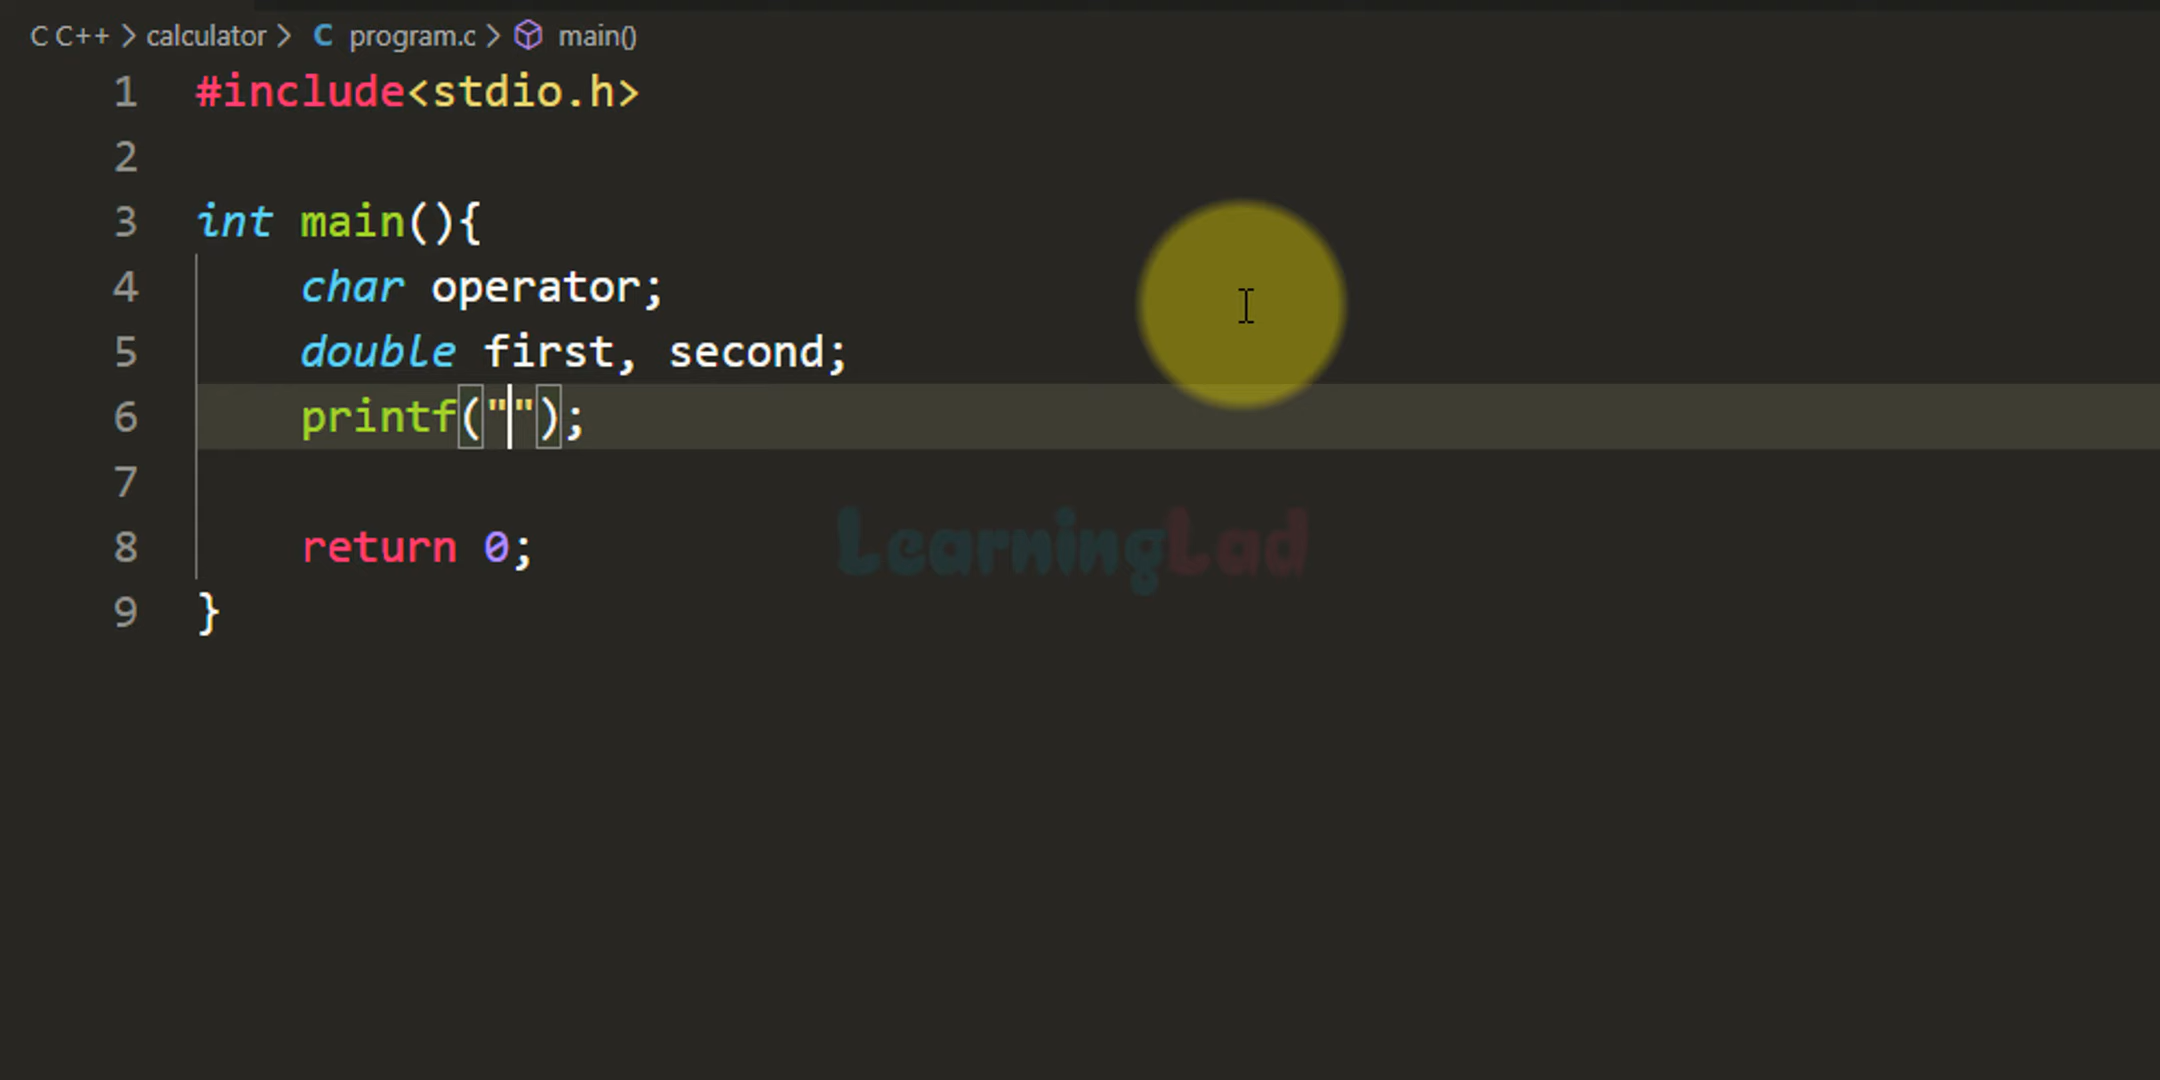 C C++ > calculator > C program.c > main()
1 #include<stdio.h>
2
3 int main(){
4 char operator;
5 double first, second;
6 printf("");
7
8 return 0;
9 }
LearningLad